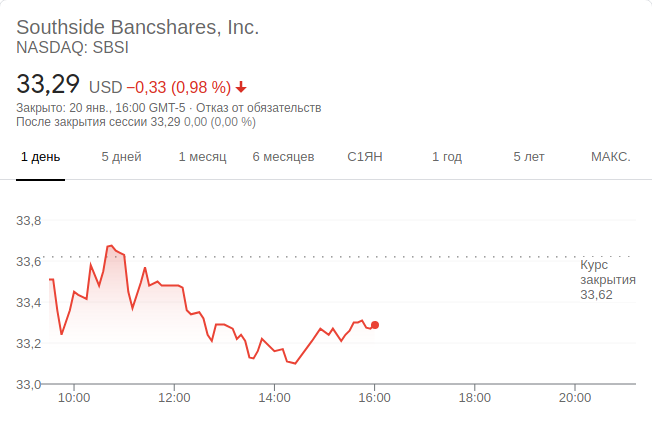 Southside Bancshares, Inc.
NASDAQ: SBSI
33,29 USD −0,33 (0,98 %)
Закрыто: 20 янв., 16:00 GMT-5 · Отказ от обязательств
После закрытия сессии 33,29 0,00 (0,00 %)
1 день 5 дней 1 месяц 6 месяцев С1ЯН 1 год 5 лет МАКС.
33,8
33,6
Курс
закрытия
33,62
33,4
33,2
33,0
10:00 12:00 14:00 16:00 18:00 20:00